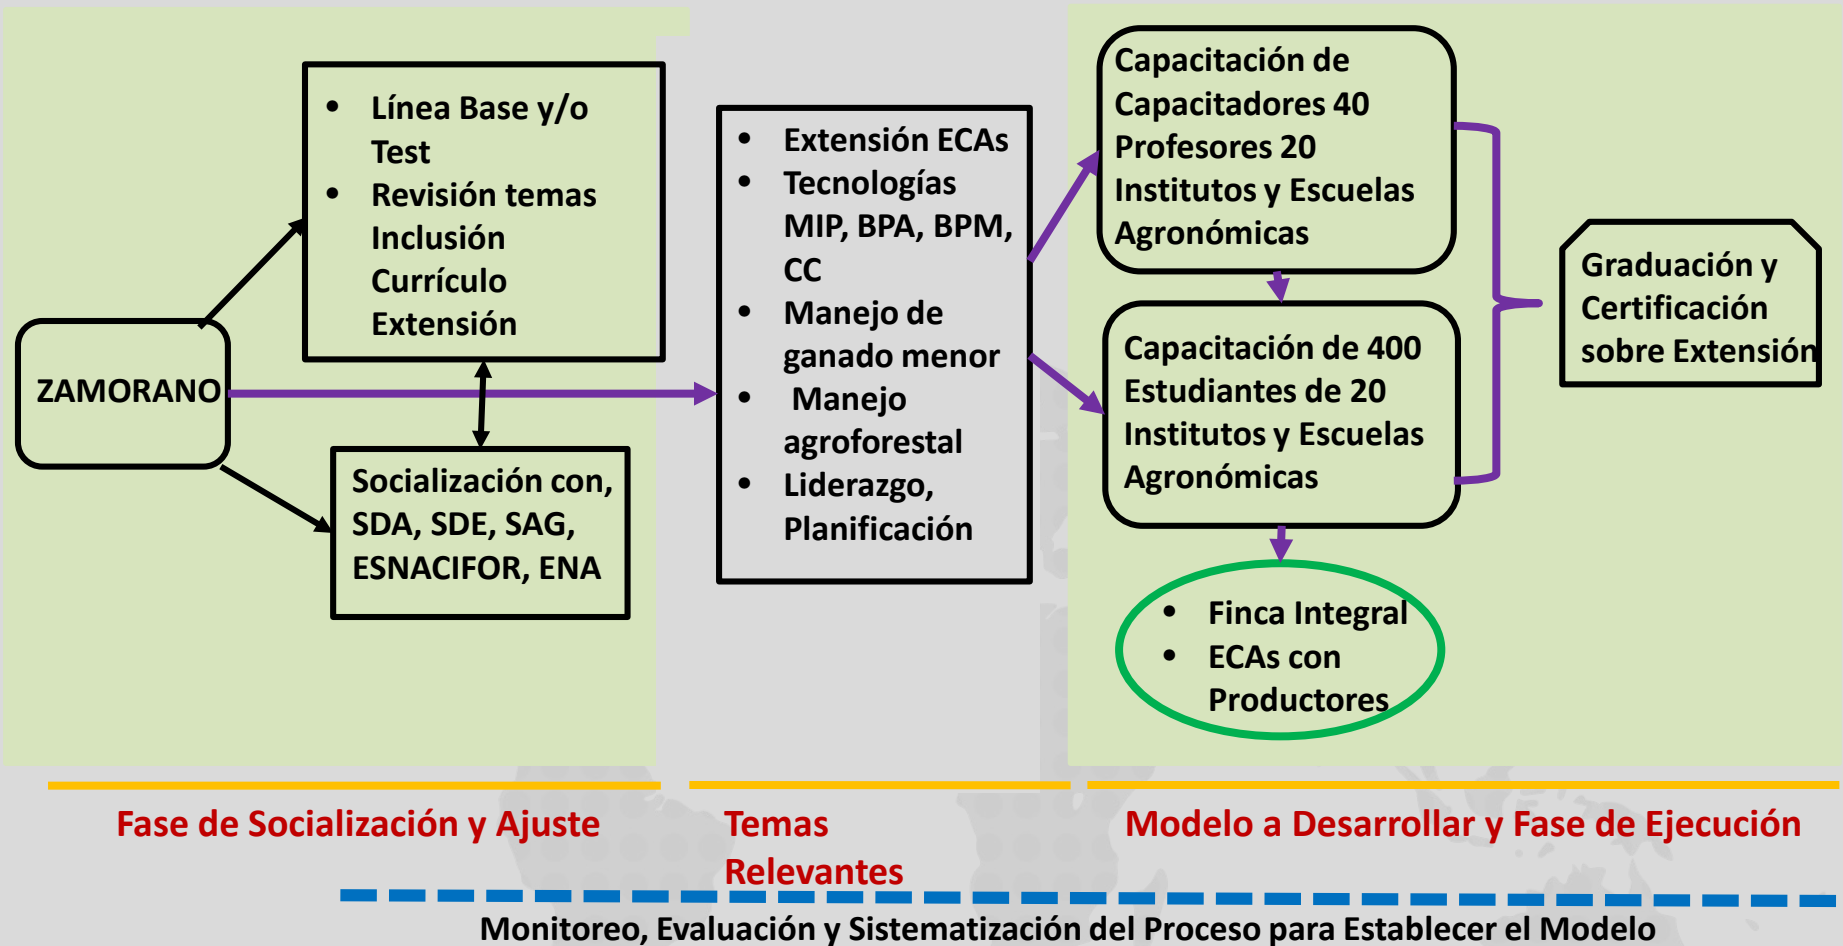 ZAMORANO
• Línea Base y/o
Test
• Revisión temas
Inclusión
Currículo
Extensión
Socialización con,
SDA, SDE, SAG,
ESNACIFOR, ENA
• Extensión ECAs
• Tecnologías
MIP, BPA, BPM,
CC
• Manejo de
ganado menor
• Manejo
agroforestal
• Liderazgo,
Planificación
Capacitación de
Capacitadores 40
Profesores 20
Institutos y Escuelas
Agronómicas
Capacitación de 400
Estudiantes de 20
Institutos y Escuelas
Agronómicas
• Finca Integral
• ECAs con
Productores
Graduación y
Certificación
sobre Extensión
Fase de Socialización y Ajuste
Temas
Relevantes
Modelo a Desarrollar y Fase de Ejecución
Monitoreo, Evaluación y Sistematización del Proceso para Establecer el Modelo